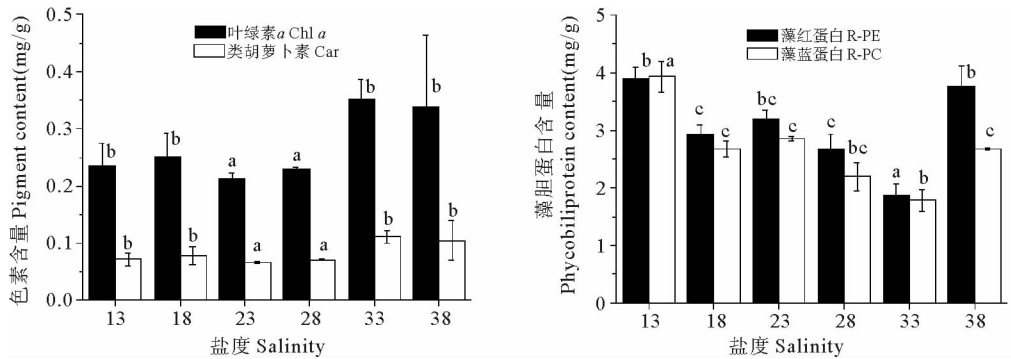 色素含量 Pigment content(mg/g)
0.5
0.4
0.3
0.2
0.1
0.0
叶绿素a Chl a
类胡萝卜素 Car
b
b
a
a
b
b
b
b
a
a
b
b
13 18 23 28 33 38
盐度 Salinity
藻胆蛋白含量
Phycobiliprotein content(mg/g)
5
4
3
2
1
0
藻红蛋白 R-PE
藻蓝蛋白 R-PC
b a
c c
bc c
c bc
a b
b c
13 18 23 28 33 38
盐度 Salinity